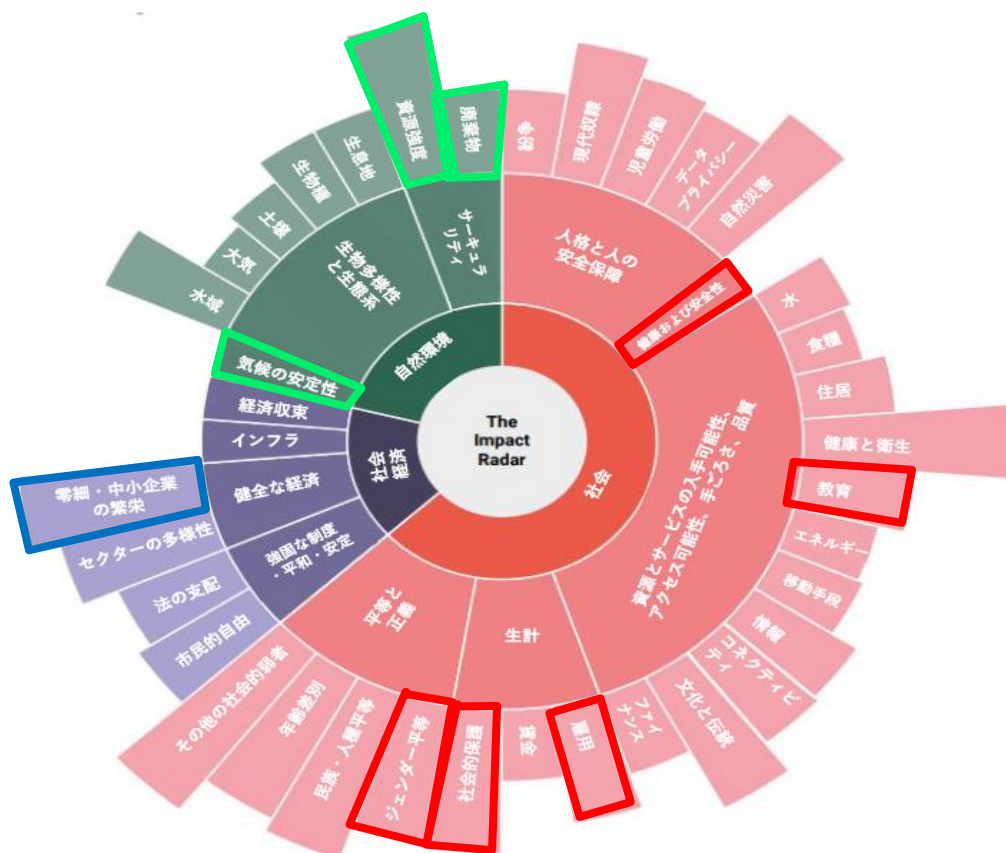 The
Impact
Radar
社会
人格と人の
安全保障
紛争
現代奴隷
児童労働
データ
プライバシー
自然災害
健康および安全性
資源とサービスの入手可能性、
アクセス可能性、手ごろさ、品質
水
食糧
住居
健康と衛生
教育
エネルギー
移動手段
情報
コネクティビ
ティ
文化と伝統
ファイ
ナンス
生計
雇用
賃金
社会的保護
平等と
正義
ジェンダー平等
民族・人種平等
年齢差別
その他の社会的弱者
社会
経済
強固な制度
・平和・安定
市民的自由
法の支配
健全な経済
セクターの多様性
零細・中小企業
の繁栄
インフラ
経済収束
自然環境
気候の安定性
生物多様性
と生態系
水域
大気
土壌
生物種
生息地
サーキュラ
リティ
資源強度
廃棄物